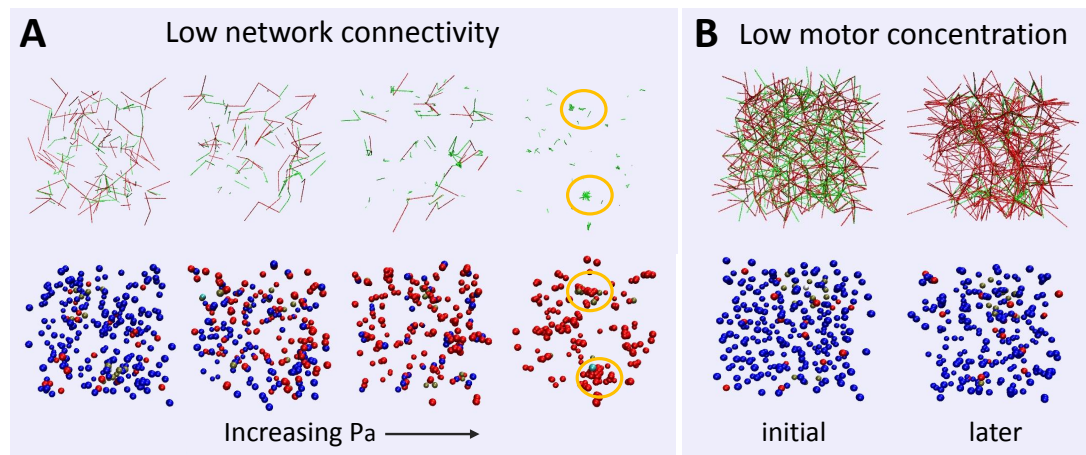 A Low network connectivity
B Low motor concentration
Increasing Pa
initial later